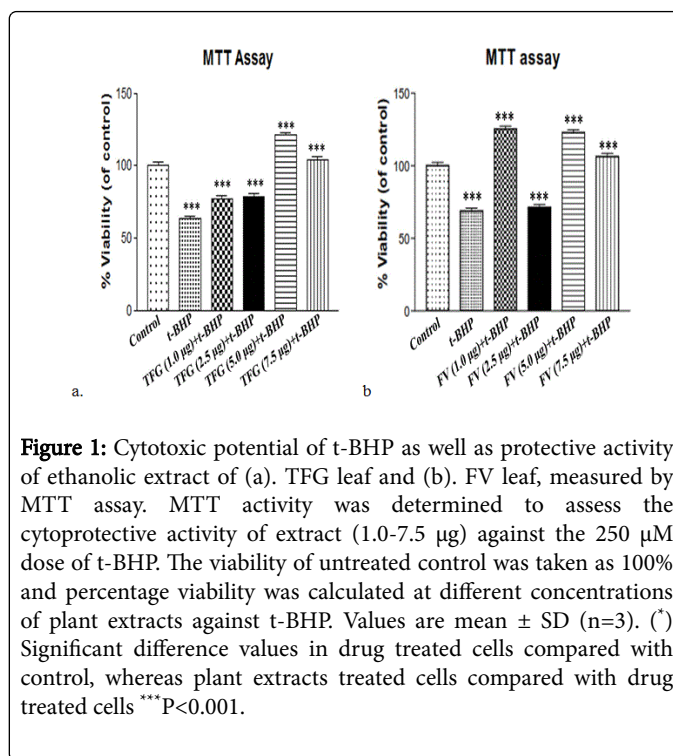 MTT Assay
% Viability (of control)
150
100
50
0
***
***
***
***
***
Control
t-BHP
TFG (1.0 µg)+t-BHP
TFG (2.5 µg)+t-BHP
TFG (5.0 µg)+t-BHP
TFG (7.5 µg)+t-BHP
a.
MTT assay
% Viability (of control)
150
100
50
0
***
***
***
***
***
Control
t-BHP
FV (1.0 µg)+t-BHP
FV (2.5 µg)+t-BHP
FV (5.0 µg)+t-BHP
FV (7.5 µg)+t-BHP
b
Figure 1: Cytotoxic potential of t-BHP as well as protective activity
of ethanolic extract of (a). TFG leaf and (b). FV leaf, measured by
MTT assay. MTT activity was determined to assess the
cytoprotective activity of extract (1.0-7.5 µg) against the 250 µM
dose of t-BHP. The viability of untreated control was taken as 100%
and percentage viability was calculated at different concentrations
of plant extracts against t-BHP. Values are mean ± SD (n=3). (*)
Significant difference values in drug treated cells compared with
control, whereas plant extracts treated cells compared with drug
treated cells ***P<0.001.